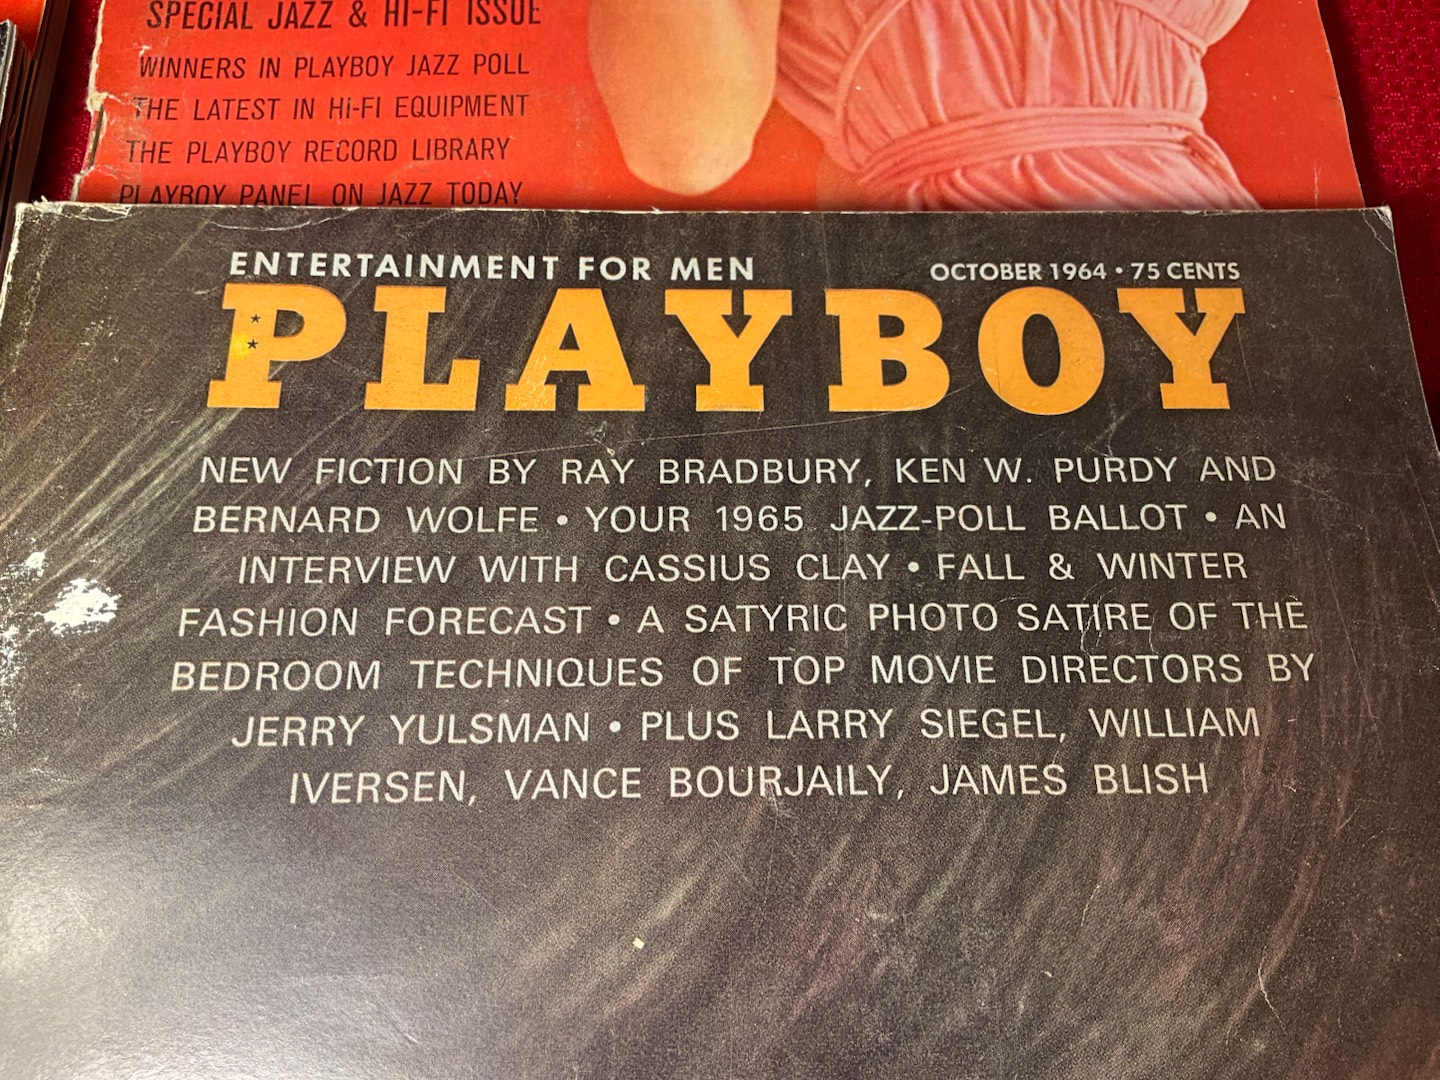 SPECIAL JAZZ & HI-FI ISSUE
WINNERS IN PLAYBOY JAZZ POLL
THE LATEST IN HI-FI EQUIPMENT
THE PLAYBOY RECORD LIBRARY
PLAYBOY PANEL ON JAZZ TODAY
ENTERTAINMENT FOR MEN
OCTOBER 1964 • 75 CENTS
PLAYBOY
NEW FICTION BY RAY BRADBURY, KEN W. PURDY AND
BERNARD WOLFE • YOUR 1965 JAZZ-POLL BALLOT • AN
INTERVIEW WITH CASSIUS CLAY • FALL & WINTER
FASHION FORECAST • A SATYRIC PHOTO SATIRE OF THE
BEDROOM TECHNIQUES OF TOP MOVIE DIRECTORS BY
JERRY YULSMAN • PLUS LARRY SIEGEL, WILLIAM
IVERSEN, VANCE BOURJAILY, JAMES BLISH